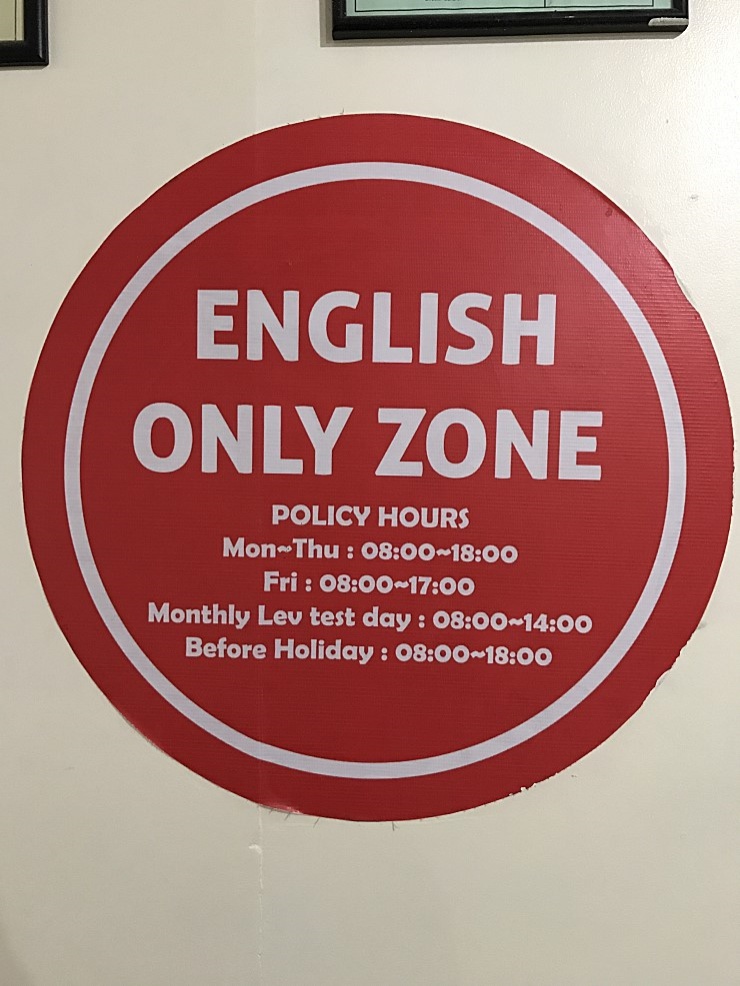 ENGLISH
ONLY ZONE
POLICY HOURS
Mon~Thu : 08:00~18:00
Fri : 08:00~17:00
Monthly Lev test day : 08:00~14:00
Before Holiday : 08:00~18:00